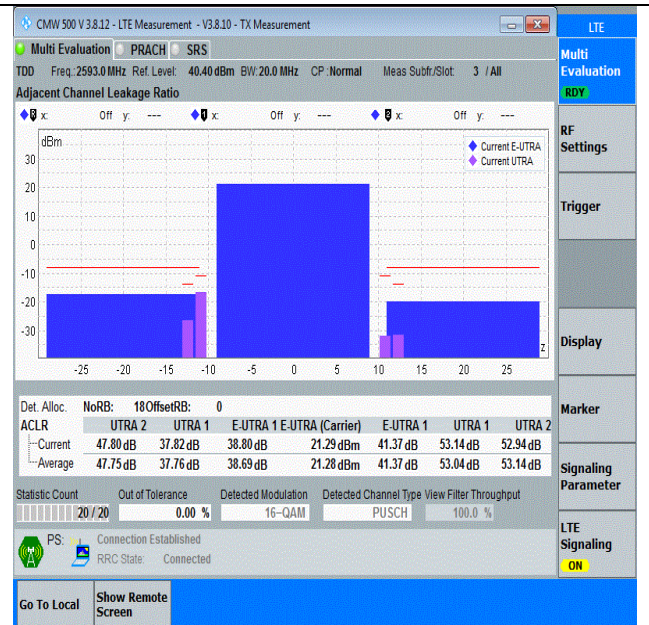 CMW 500 V 3.8.12 - LTE Measurement - V3.8.10 - TX Measurement
LTE
Multi Evaluation PRACH SRS
TDD Freq.:2593.0 MHz Ref. Level: 40.40 dBm BW:20.0 MHz CP :Normal Meas Subfr./Slot: 3 / All
Adjacent Channel Leakage Ratio
x: Off y: --- x: Off y: --- x: Off y: ---
dBm
Current E-UTRA
Current UTRA
30
20
10
0
-10
-20
-30
z
-25 -20 -15 -10 -5 0 5 10 15 20 25
Det. Alloc. NoRB: 18OffsetRB: 0
ACLR UTRA 2 UTRA 1 E-UTRA 1 E-UTRA (Carrier) E-UTRA 1 UTRA 1 UTRA 2
Current 47.80 dB 37.82 dB 38.80 dB 21.29 dBm 41.37 dB 53.14 dB 52.94 dB
Average 47.75 dB 37.76 dB 38.69 dB 21.28 dBm 41.37 dB 53.04 dB 53.14 dB
Statistic Count Out of Tolerance Detected Modulation Detected Channel Type View Filter Throughput
20 / 20 0.00 % 16-QAM PUSCH 100.0 %
PS: Connection Established
RRC State: Connected
Multi
Evaluation
RDY
RF
Settings
Trigger
Display
Marker
Signaling
Parameter
LTE
Signaling
ON
Go To Local
Show Remote
Screen